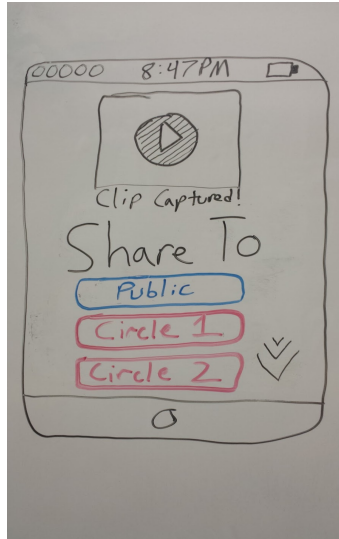 00000 8:47PM
Clip Captured!
Share To
Public
Circle 1
Circle 2